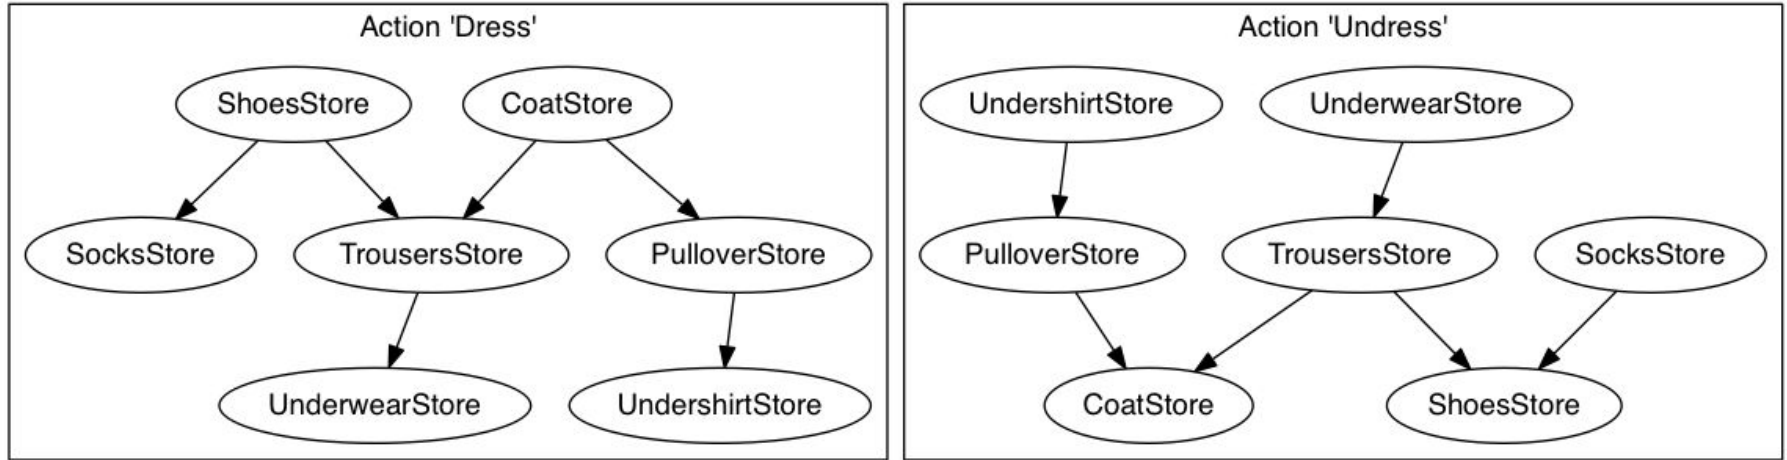 Action 'Dress'
ShoesStore
CoatStore
SocksStore
TrousersStore
PulloverStore
UnderwearStore
UndershirtStore
Action 'Undress'
UndershirtStore
UnderwearStore
PulloverStore
TrousersStore
SocksStore
CoatStore
ShoesStore